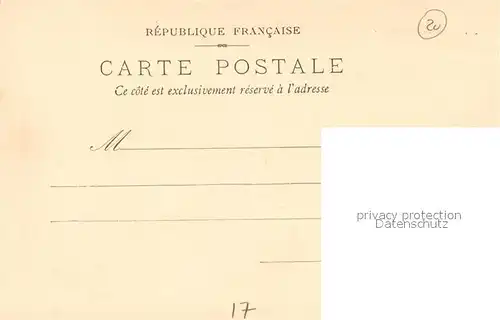 20
RÉPUBLIQUE FRANÇAISE
CARTE POSTALE
Ce côté est exclusivement réservé à l'adresse
M
privacy protection
Datenschutz
17